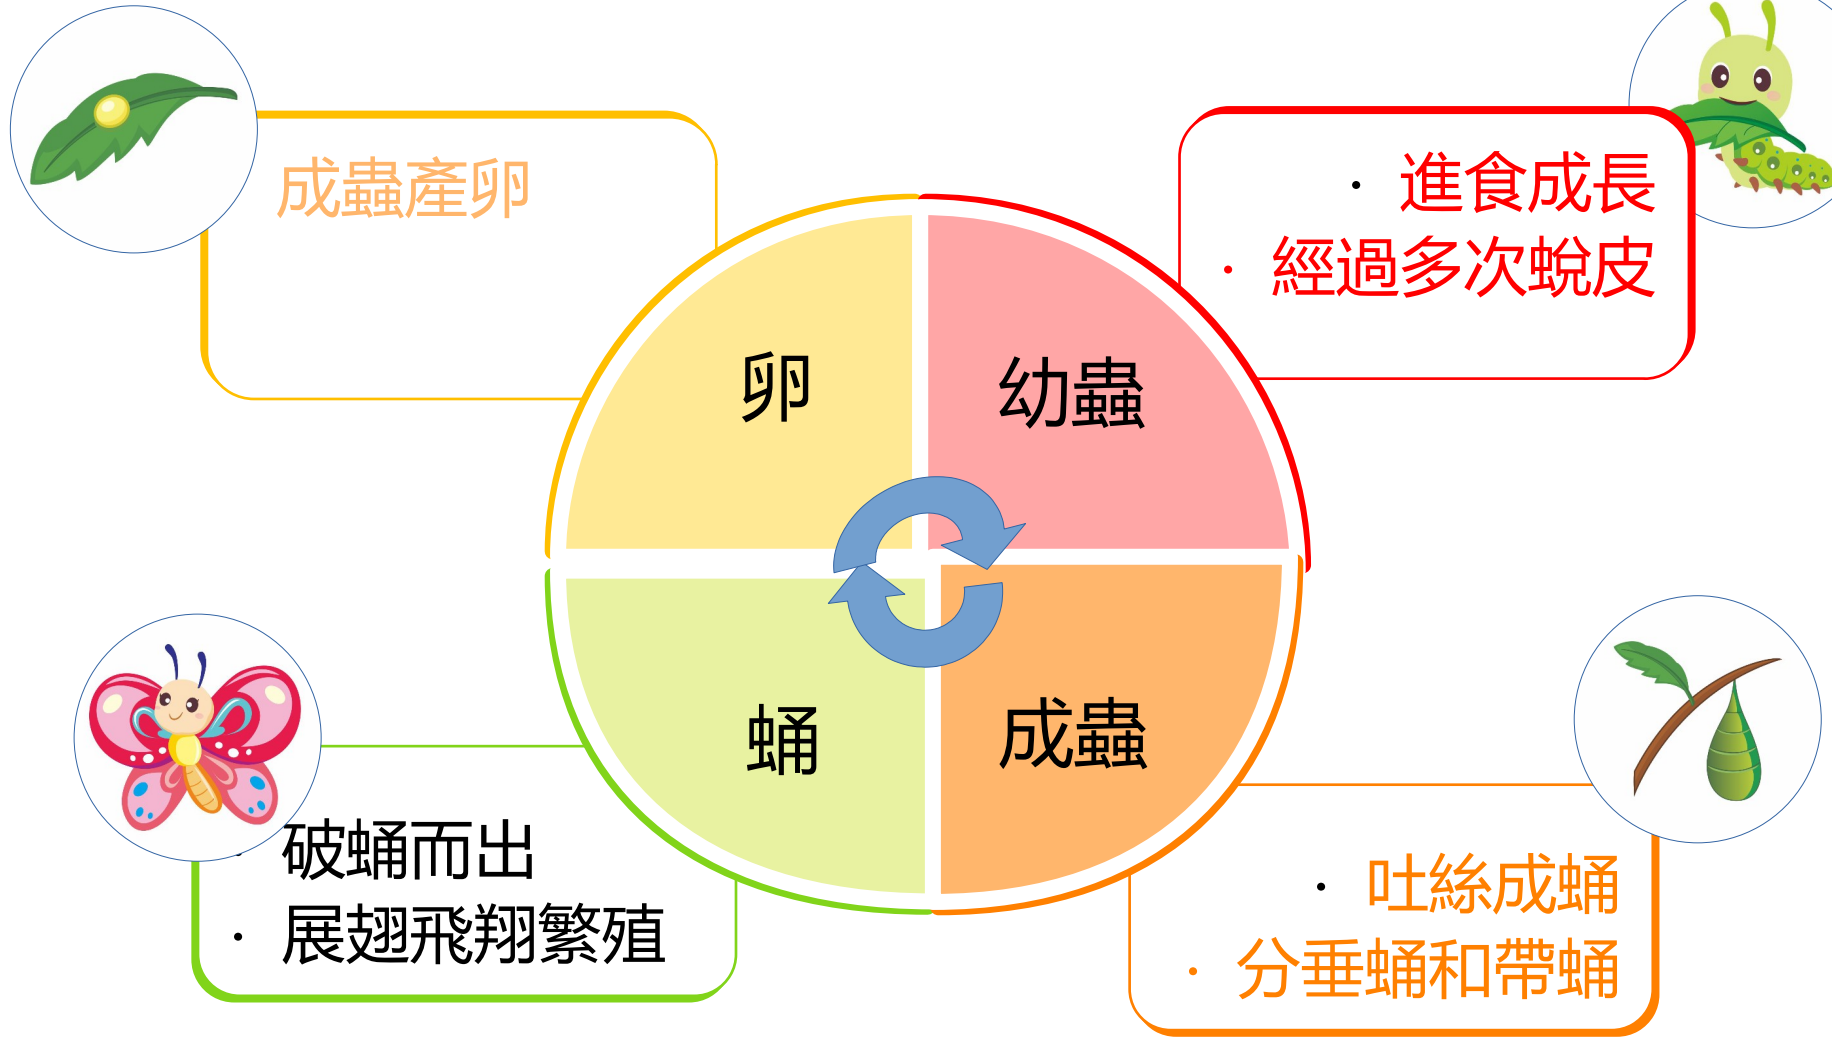 成蟲產卵
• 進食成長
• 經過多次蛻皮
卵
幼蟲
蛹
成蟲
破蛹而出
• 展翅飛翔繁殖
• 吐絲成蛹
• 分垂蛹和帶蛹